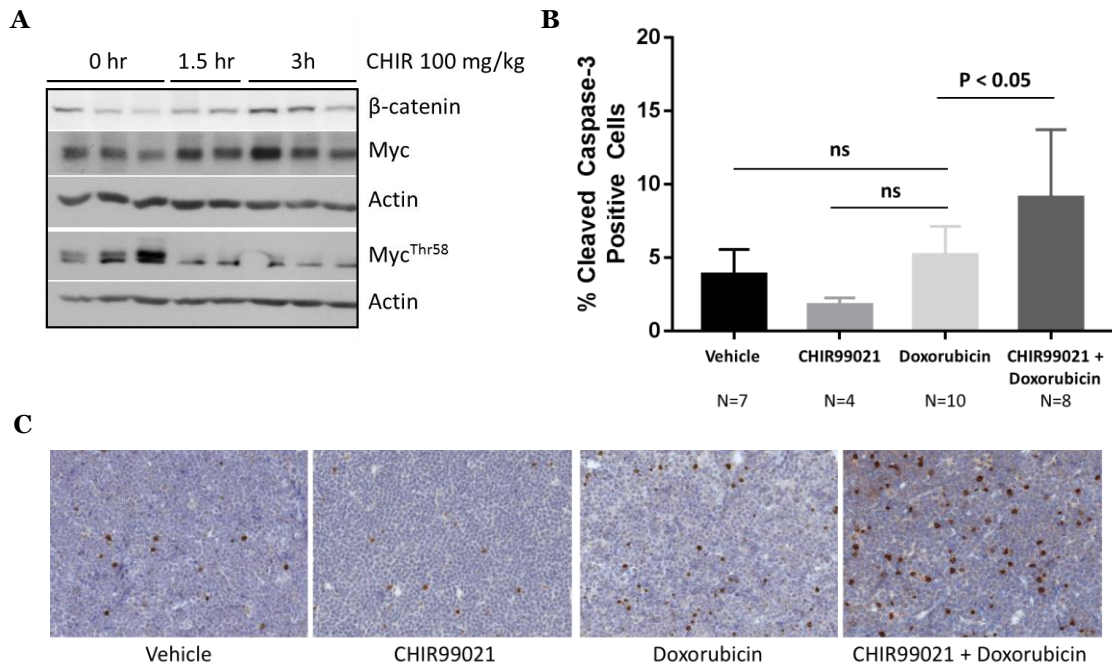 A
0 hr 1.5 hr 3h CHIR 100 mg/kg
β-catenin
Myc
Actin
Myc^Thr58
Actin
B
% Cleaved Caspase-3
Positive Cells
20
15
10
5
0
P < 0.05
ns
ns
Vehicle CHIR99021 Doxorubicin CHIR99021 +
Doxorubicin
N=7 N=4 N=10 N=8
C
Vehicle CHIR99021 Doxorubicin CHIR99021 + Doxorubicin